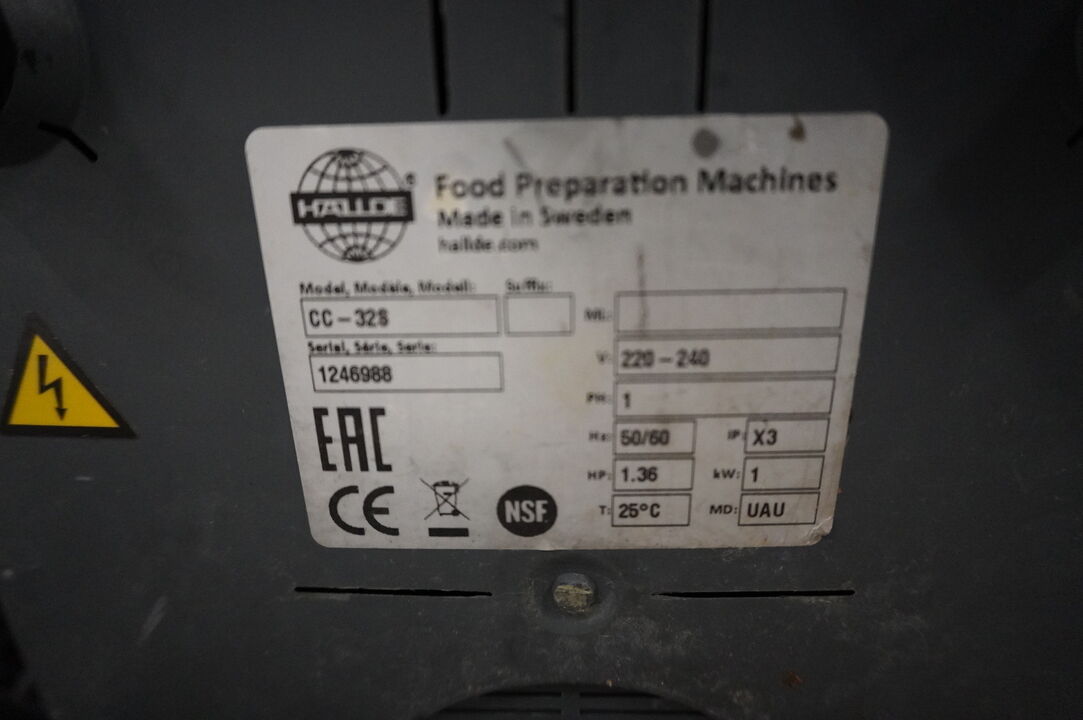 HALLDE ®
Food Preparation Machines
Made in Sweden
hallde.com
Model, Modèle, Modell:
Suffix:
CC-32S
Serial, Série, Serie:
1246988
EAC
CE
NSF
ML:
V: 220-240
PH: 1
Hz: 50/60
IP: X3
HP: 1.36
kW: 1
T: 25°C
MD: UAU